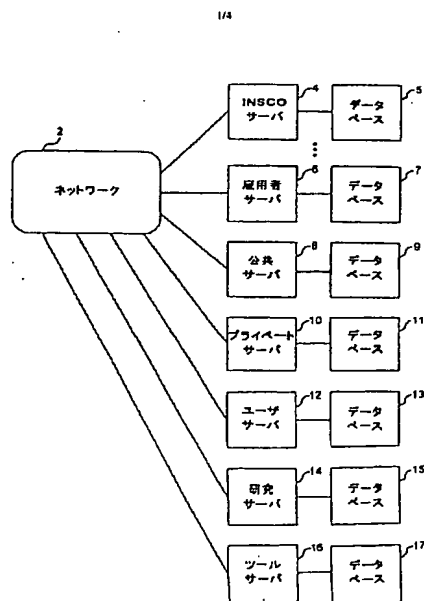 1/4
2
ネットワーク
4
INSCO
サーバ
5
データ
ベース
6
雇用者
サーバ
7
データ
ベース
8
公共
サーバ
9
データ
ベース
10
プライベート
サーバ
11
データ
ベース
12
ユーザ
サーバ
13
データ
ベース
14
研究
サーバ
15
データ
ベース
16
ツール
サーバ
17
データ
ベース